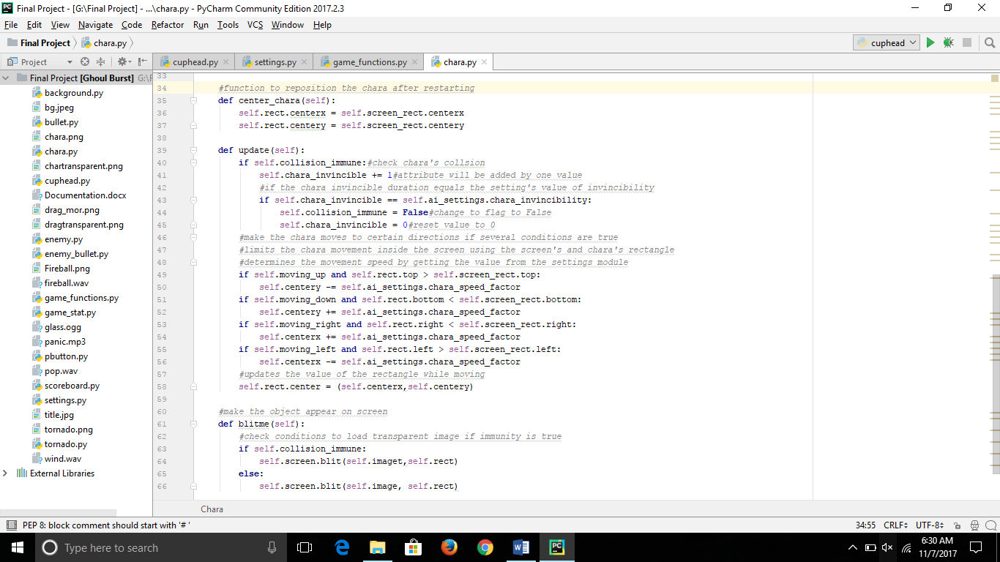 Final Project - [G:\Final Project] - ...\chara.py - PyCharm Community Edition 2017.2.3
File Edit View Navigate Code Refactor Run Tools VCS Window Help
Final Project chara.py cuphead
Project cuphead.py settings.py game_functions.py chara.py
Final Project [Ghoul Burst] G:\F
background.py
bg.jpeg
bullet.py
chara.png
chara.py
chartransparent.png
cuphead.py
Documentation.docx
drag_mor.png
dragtransparent.png
enemy.py
enemy_bullet.py
Fireball.png
fireball.wav
game_functions.py
game_stat.py
glass.ogg
panic.mp3
pbutton.py
pop.wav
scoreboard.py
settings.py
title.jpg
tornado.png
tornado.py
wind.wav
External Libraries
33
34 #function to reposition the chara after restarting
35 def center_chara(self):
36 self.rect.centerx = self.screen_rect.centerx
37 self.rect.centery = self.screen_rect.centery
38
39 def update(self):
40 if self.collision_immune:#check chara's collsion
41 self.chara_invincible += 1#attribute will be added by one value
42 #if the chara invincible duration equals the setting's value of invincibility
43 if self.chara_invincible == self.ai_settings.chara_invincibility:
44 self.collision_immune = False#change to flag to False
45 self.chara_invincible = 0#reset value to 0
46 #make the chara moves to certain directions if several conditions are true
47 #limits the chara movement inside the screen using the screen's and chara's rectangle
48 #determines the movement speed by getting the value from the settings module
49 if self.moving_up and self.rect.top > self.screen_rect.top:
50 self.centery -= self.ai_settings.chara_speed_factor
51 if self.moving_down and self.rect.bottom < self.screen_rect.bottom:
52 self.centery += self.ai_settings.chara_speed_factor
53 if self.moving_right and self.rect.right < self.screen_rect.right:
54 self.centerx += self.ai_settings.chara_speed_factor
55 if self.moving_left and self.rect.left > self.screen_rect.left:
56 self.centerx -= self.ai_settings.chara_speed_factor
57 #updates the value of the rectangle while moving
58 self.rect.center = (self.centerx,self.centery)
59
60 #make the object appear on screen
61 def blitme(self):
62 #check conditions to load transparent image if immunity is true
63 if self.collision_immune:
64 self.screen.blit(self.imaget,self.rect)
65 else:
66 self.screen.blit(self.image, self.rect)
Chara
PEP 8: block comment should start with '# ' 34:55 CRLF UTF-8
Type here to search
6:30 AM
11/7/2017